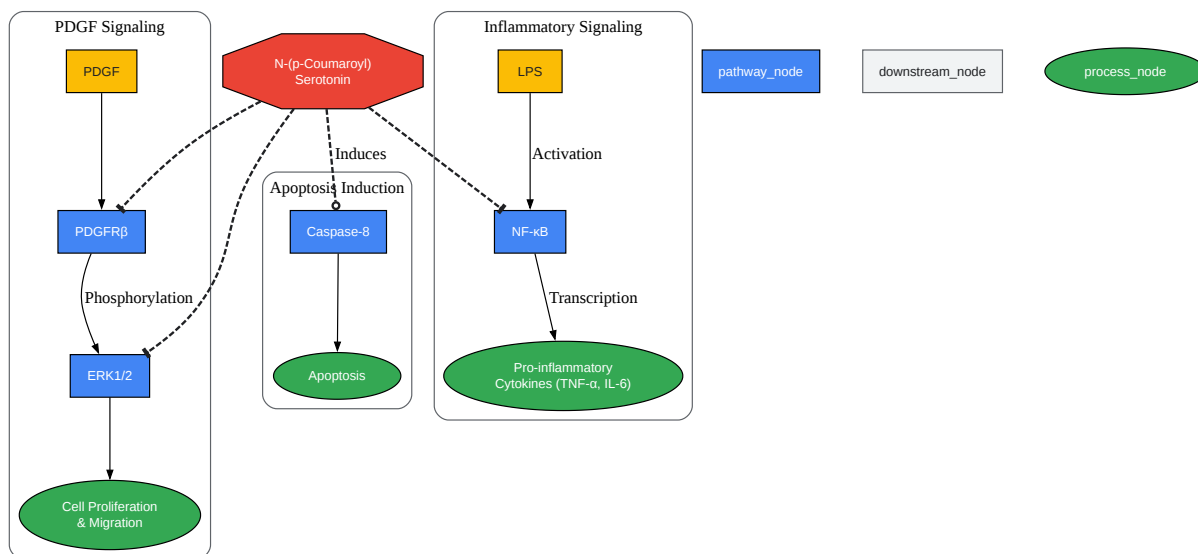 PDGF Signaling
Inflammatory Signaling
PDGF
N-(p-Coumaroyl)
Serotonin
LPS
pathway_node
downstream_node
process_node
Induces
Activation
Apoptosis Induction
PDGFRβ
Caspase-8
NF-κB
Phosphorylation
Transcription
ERK1/2
Apoptosis
Pro-inflammatory
Cytokines (TNF-α, IL-6)
Cell Proliferation
& Migration